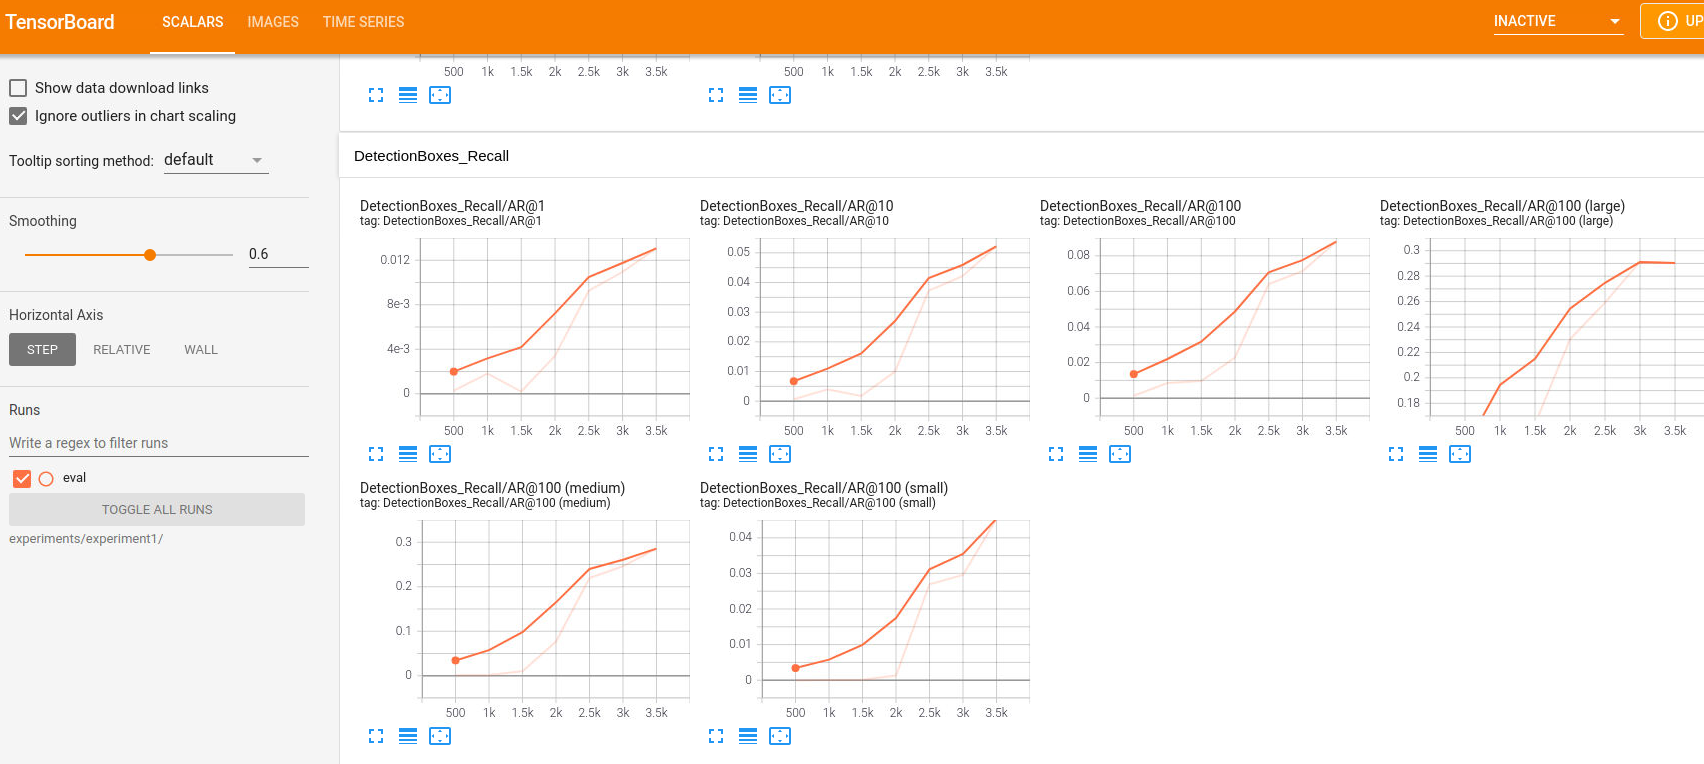 TensorBoard SCALARS IMAGES TIME SERIES INACTIVE UP
Show data download links
Ignore outliers in chart scaling
Tooltip sorting method: default
Smoothing
0.6
Horizontal Axis
STEP RELATIVE WALL
Runs
Write a regex to filter runs
eval
TOGGLE ALL RUNS
experiments/experiment1/
500 1k 1.5k 2k 2.5k 3k 3.5k
500 1k 1.5k 2k 2.5k 3k 3.5k
DetectionBoxes_Recall
DetectionBoxes_Recall/AR@1
tag: DetectionBoxes_Recall/AR@1
0.012
8e-3
4e-3
0
500 1k 1.5k 2k 2.5k 3k 3.5k
DetectionBoxes_Recall/AR@10
tag: DetectionBoxes_Recall/AR@10
0.05
0.04
0.03
0.02
0.01
0
500 1k 1.5k 2k 2.5k 3k 3.5k
DetectionBoxes_Recall/AR@100
tag: DetectionBoxes_Recall/AR@100
0.08
0.06
0.04
0.02
0
500 1k 1.5k 2k 2.5k 3k 3.5k
DetectionBoxes_Recall/AR@100 (large)
tag: DetectionBoxes_Recall/AR@100 (large)
0.3
0.28
0.26
0.24
0.22
0.2
0.18
500 1k 1.5k 2k 2.5k 3k 3.5k
DetectionBoxes_Recall/AR@100 (medium)
tag: DetectionBoxes_Recall/AR@100 (medium)
0.3
0.2
0.1
0
500 1k 1.5k 2k 2.5k 3k 3.5k
DetectionBoxes_Recall/AR@100 (small)
tag: DetectionBoxes_Recall/AR@100 (small)
0.04
0.03
0.02
0.01
0
500 1k 1.5k 2k 2.5k 3k 3.5k